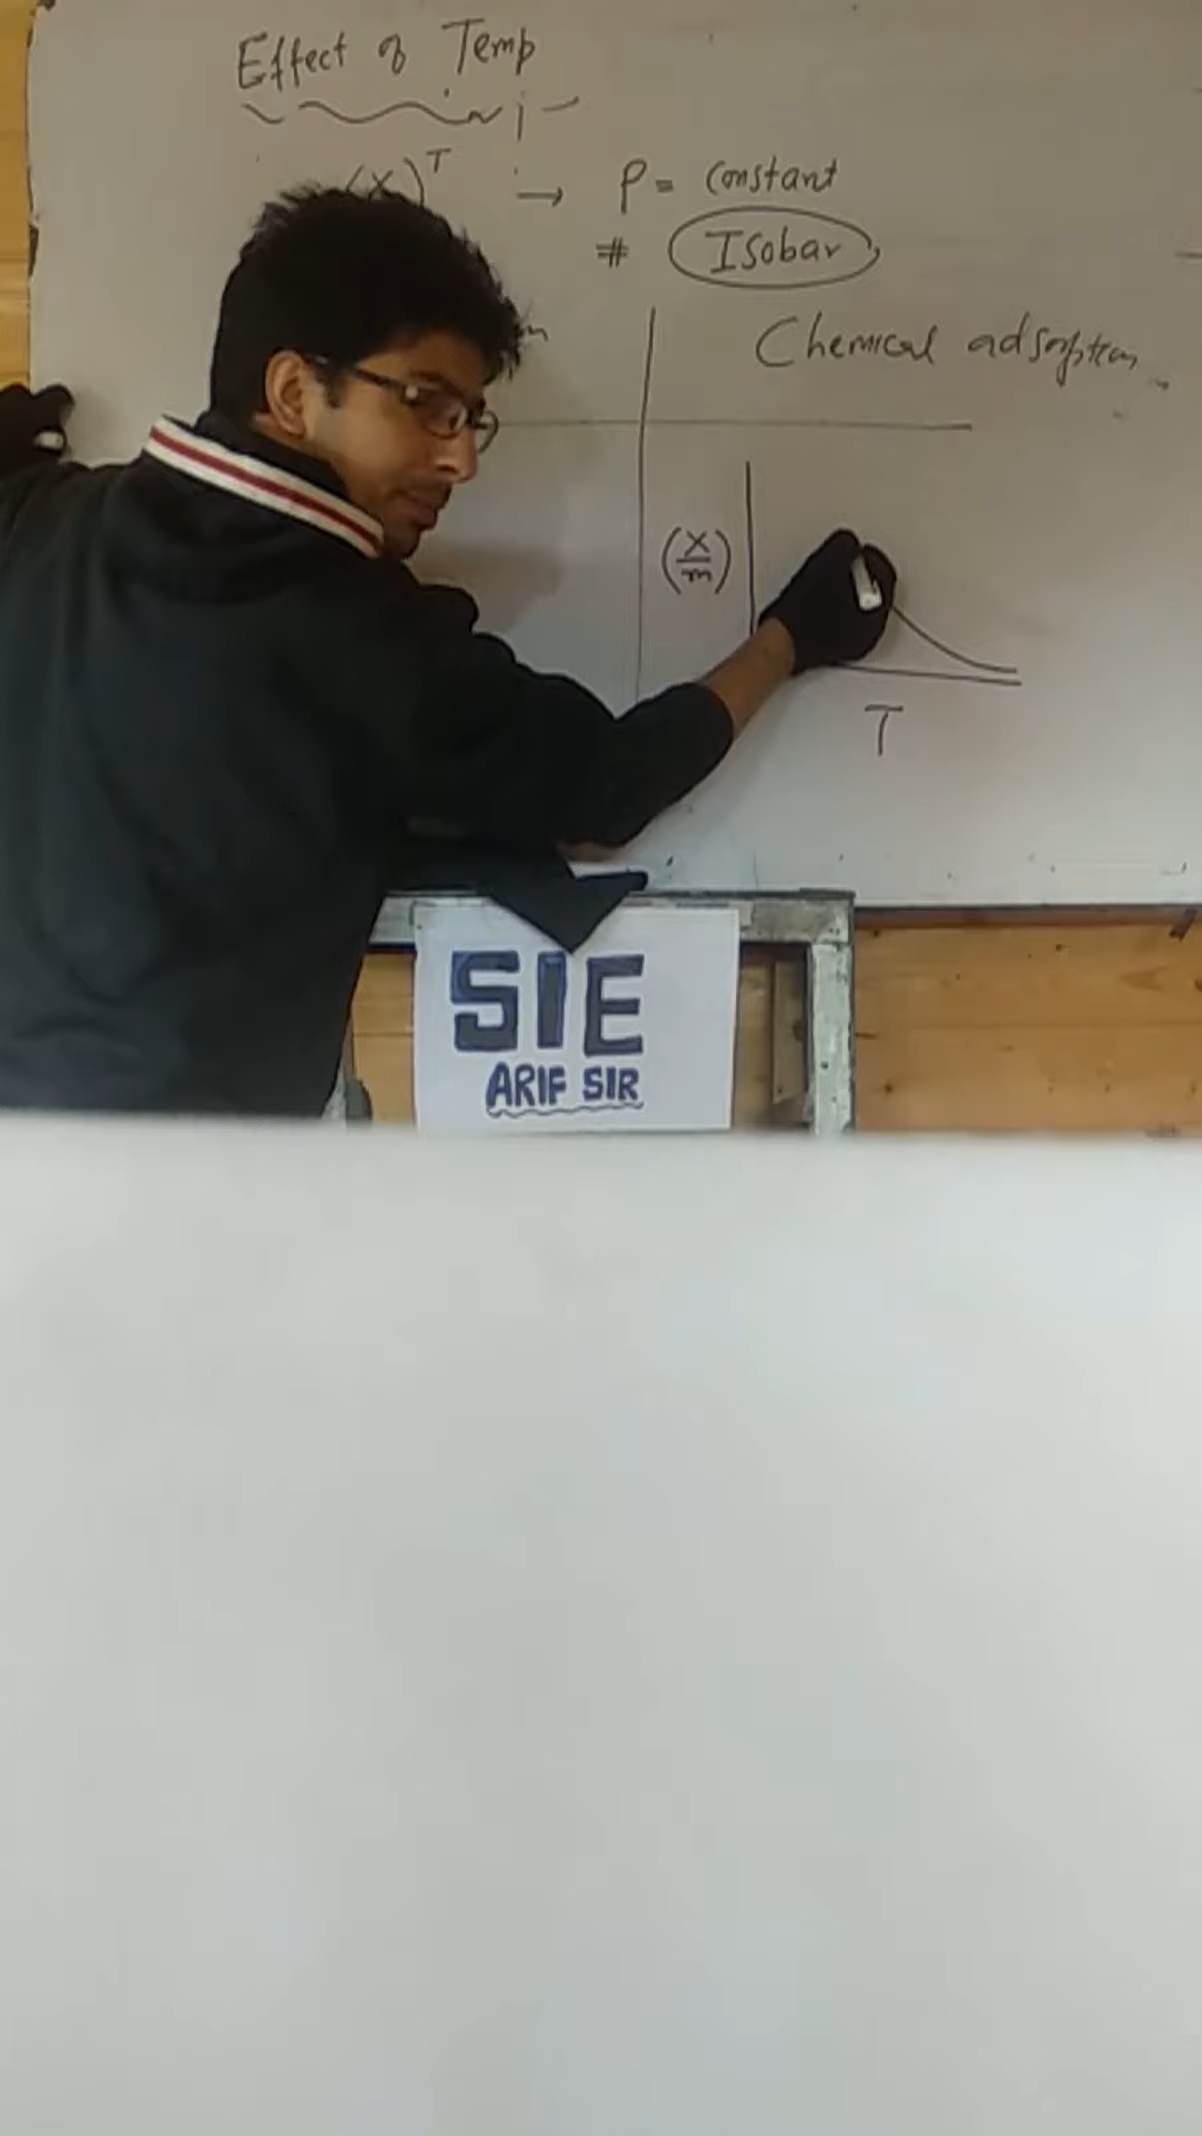 Effect of Temp
(X)ᵀ → P = Constant
# Isobar
Chemical adsorption
(X/m)
T
SIE
ARIF SIR